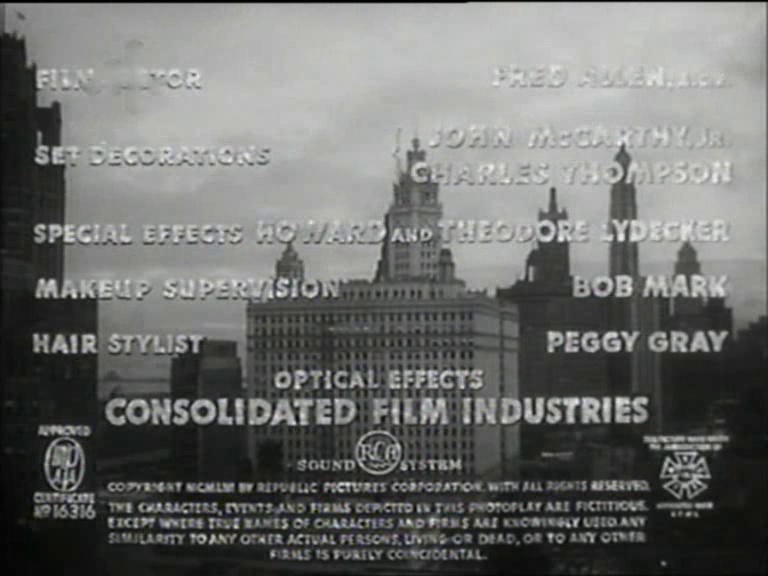 FILM EDITOR FRED ALLEN, A.C.E.
SET DECORATIONS JOHN McCARTHY, JR.
CHARLES THOMPSON
SPECIAL EFFECTS HOWARD AND THEODORE LYDECKER
MAKEUP SUPERVISION BOB MARK
HAIR STYLIST PEGGY GRAY
OPTICAL EFFECTS
CONSOLIDATED FILM INDUSTRIES
APPROVED
CERTIFICATE
Nº 16316
SOUND RCA SYSTEM
COPYRIGHT MCMLIII BY REPUBLIC PICTURES CORPORATION. WITH ALL RIGHTS RESERVED.
THE CHARACTERS, EVENTS AND FIRMS DEPICTED IN THIS PHOTOPLAY ARE FICTITIOUS.
EXCEPT WHERE TRUE NAMES OF CHARACTERS AND FIRMS ARE KNOWINGLY USED, ANY
SIMILARITY TO ANY OTHER ACTUAL PERSONS, LIVING OR DEAD, OR TO ANY OTHER
FIRMS IS PURELY COINCIDENTAL.